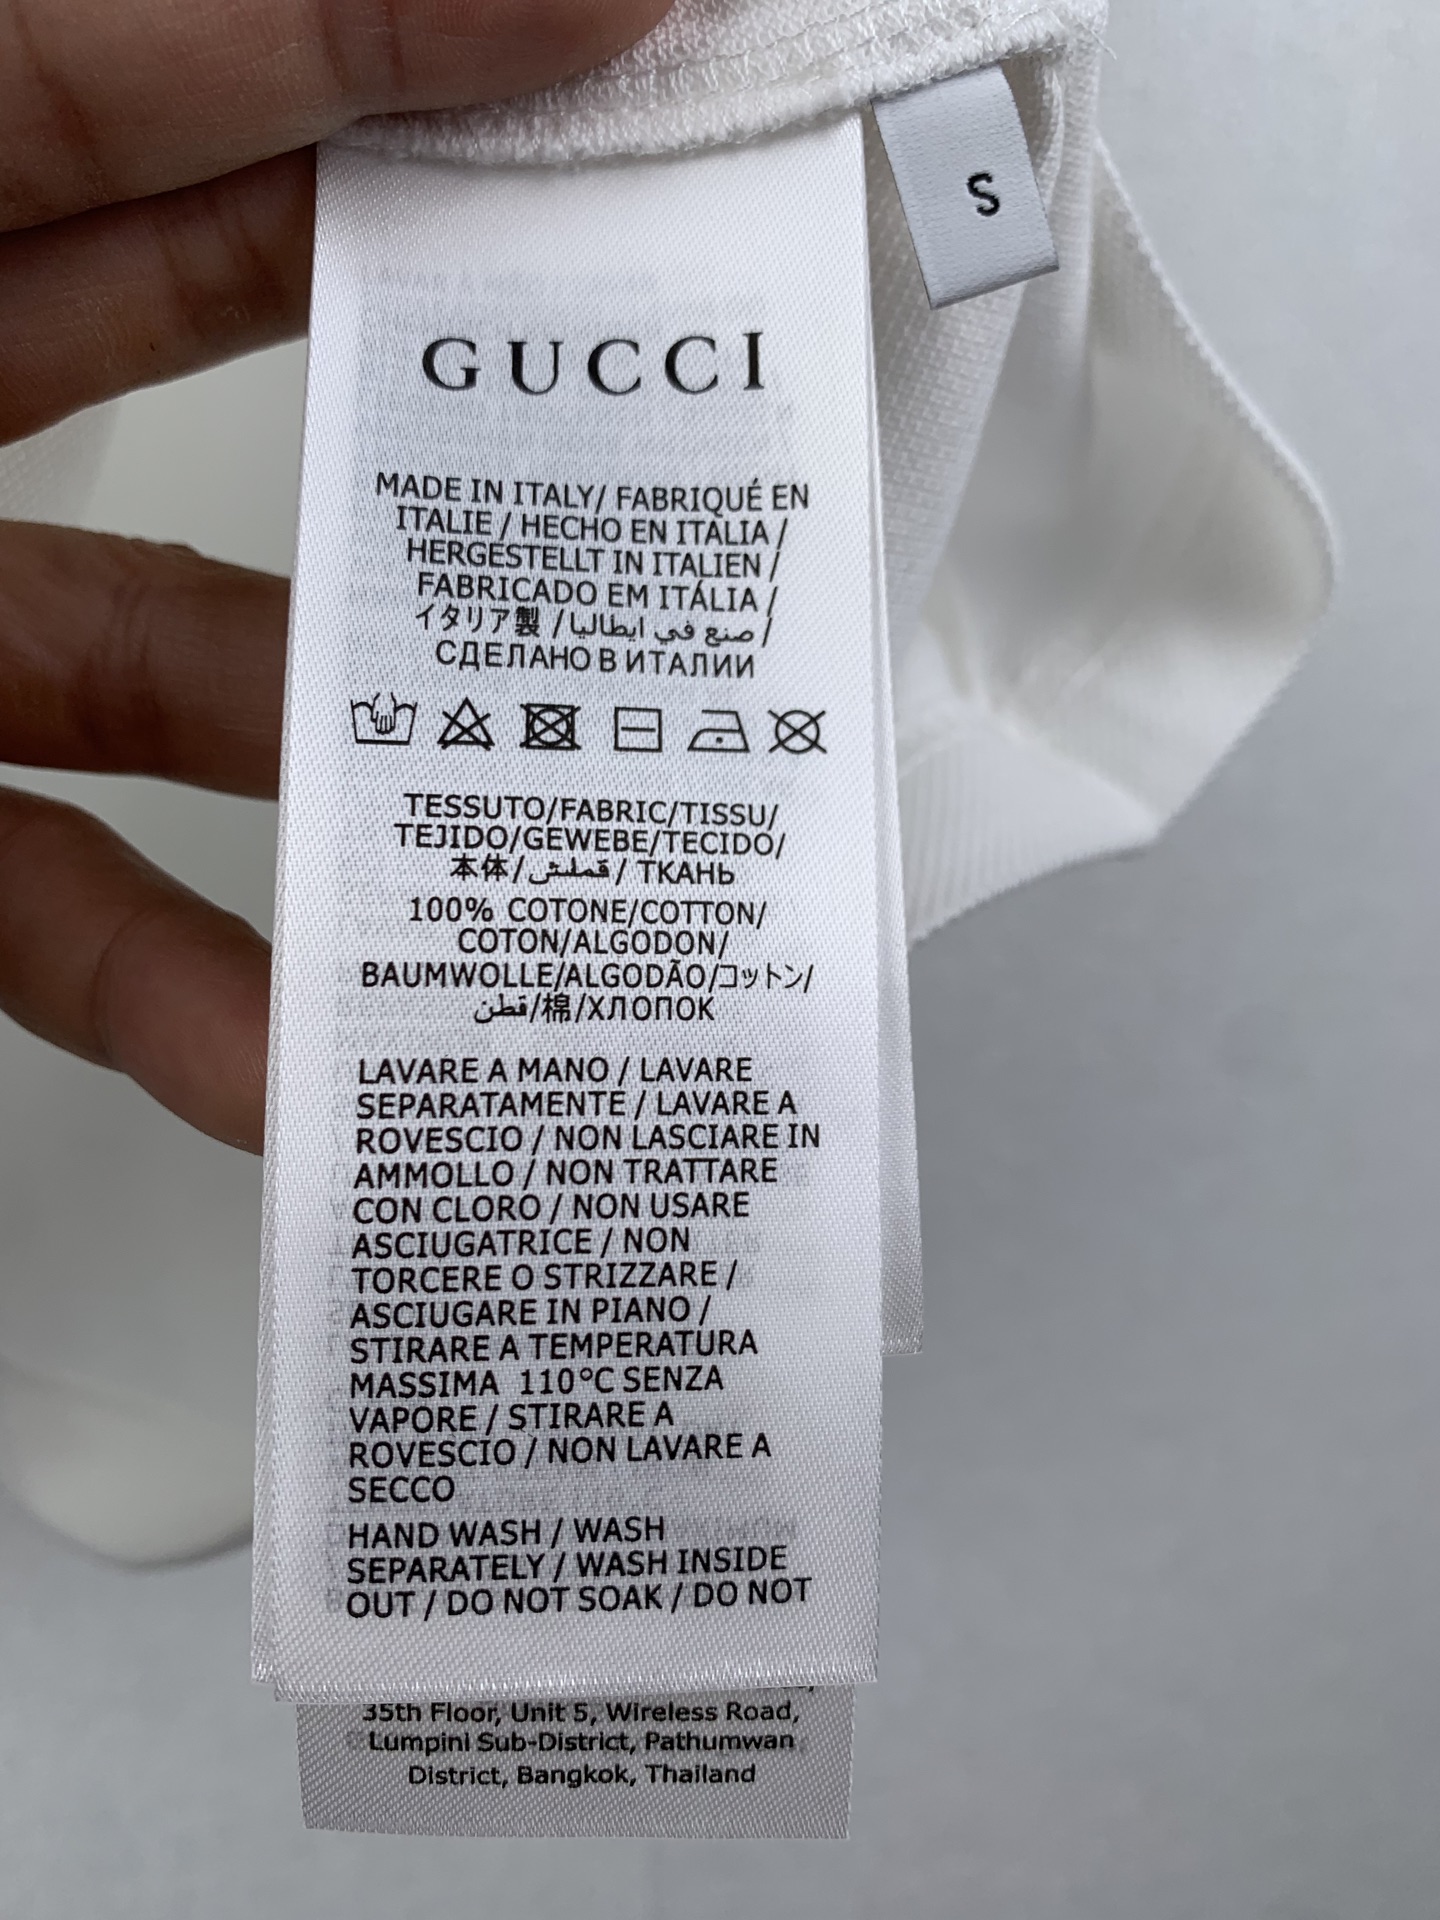 S
GUCCI
MADE IN ITALY/ FABRIQUÉ EN
ITALIE / HECHO EN ITALIA /
HERGESTELLT IN ITALIEN /
FABRICADO EM ITÁLIA /
イタリア製 /صنع في ايطاليا /
СДЕЛАНО В ИТАЛИИ
TESSUTO/FABRIC/TISSU/
TEJIDO/GEWEBE/TECIDO/
本体/قملش/ ТКАНЬ
100% COTONE/COTTON/
COTON/ALGODON/
BAUMWOLLE/ALGODÃO/コットン/
قطن/棉/ХЛОПОК
LAVARE A MANO / LAVARE
SEPARATAMENTE / LAVARE A
ROVESCIO / NON LASCIARE IN
AMMOLLO / NON TRATTARE
CON CLORO / NON USARE
ASCIUGATRICE / NON
TORCERE O STRIZZARE /
ASCIUGARE IN PIANO /
STIRARE A TEMPERATURA
MASSIMA 110°C SENZA
VAPORE / STIRARE A
ROVESCIO / NON LAVARE A
SECCO
HAND WASH / WASH
SEPARATELY / WASH INSIDE
OUT / DO NOT SOAK / DO NOT
35th Floor, Unit 5, Wireless Road,
Lumpini Sub-District, Pathumwan
District, Bangkok, Thailand